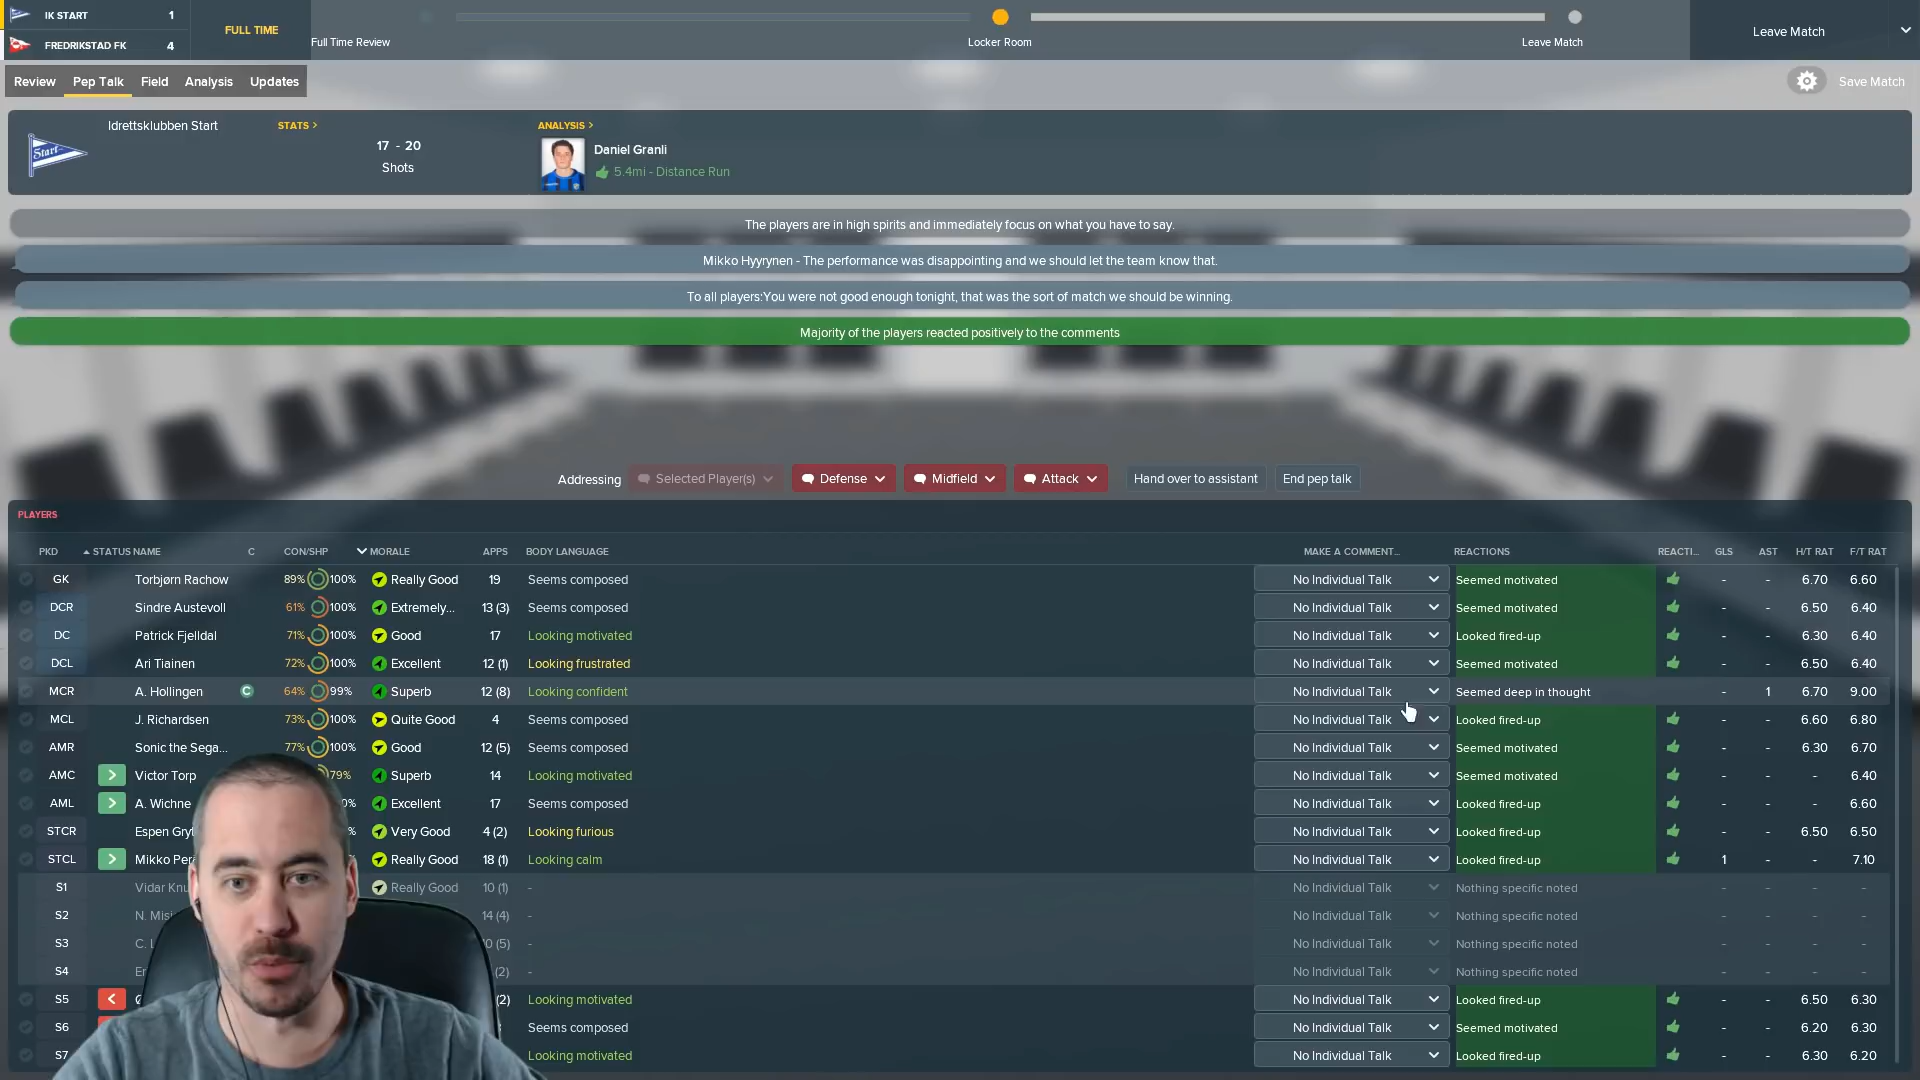 IK START 1
FREDRIKSTAD FK 4
FULL TIME
Full Time Review
Locker Room
Leave Match
Leave Match
Review Pep Talk Field Analysis Updates
Save Match
Idrettsklubben Start
STATS >
17 - 20
Shots
ANALYSIS >
Start
Daniel Granli
5.4mi - Distance Run
The players are in high spirits and immediately focus on what you have to say.
Mikko Hyyrynen - The performance was disappointing and we should let the team know that.
To all players:You were not good enough tonight, that was the sort of match we should be winning.
Majority of the players reacted positively to the comments
Addressing Selected Player(s) Defense Midfield Attack Hand over to assistant End pep talk
PLAYERS
PKD STATUS NAME C CON/SHP MORALE APPS BODY LANGUAGE MAKE A COMMENT... REACTIONS REACTI... GLS AST H/T RAT F/T RAT
GK Torbjørn Rachow 89% 100% Really Good 19 Seems composed No Individual Talk Seemed motivated - - 6.70 6.60
DCR Sindre Austevoll 61% 100% Extremely... 13 (3) Seems composed No Individual Talk Seemed motivated - - 6.50 6.40
DC Patrick Fjelldal 71% 100% Good 17 Looking motivated No Individual Talk Looked fired-up - - 6.30 6.40
DCL Ari Tiainen 72% 100% Excellent 12 (1) Looking frustrated No Individual Talk Seemed motivated - - 6.50 6.40
MCR A. Hollingen C 64% 99% Superb 12 (8) Looking confident No Individual Talk Seemed deep in thought - 1 6.70 9.00
MCL J. Richardsen 73% 100% Quite Good 4 Seems composed No Individual Talk Looked fired-up - - 6.60 6.80
AMR Sonic the Sega... 77% 100% Good 12 (5) Seems composed No Individual Talk Seemed motivated - - 6.30 6.70
AMC Victor Torp 79% Superb 14 Looking motivated No Individual Talk Seemed motivated - - - 6.40
AML A. Wichne Excellent 17 Seems composed No Individual Talk Looked fired-up - - - 6.60
STCR Espen % Very Good 4 (2) Looking furious No Individual Talk Looked fired-up - - 6.50 6.50
STCL Mikko % Really Good 18 (1) Looking calm No Individual Talk Looked fired-up 1 - - 7.10
S1 Vidar Really Good 10 (1) - No Individual Talk Nothing specific noted - - - -
S2 N. 14 (4) - No Individual Talk Nothing specific noted - - - -
S3 C. (5) - No Individual Talk Nothing specific noted - - - -
S4 (2) - No Individual Talk Nothing specific noted - - - -
S5 (2) Looking motivated No Individual Talk Looked fired-up - - 6.50 6.30
S6 Seems composed No Individual Talk Seemed motivated - - 6.20 6.30
S7 Looking motivated No Individual Talk Looked fired-up - - 6.30 6.20